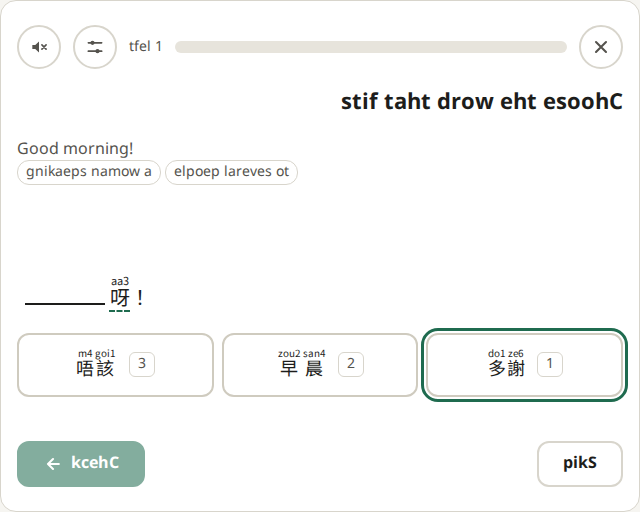 tfel 1
stif taht drow eht esoohC
Good morning!
gnikaeps namow a elpoep lareves ot
aa3
________ 呀 !
m4 goi1 zou2 san4 do1 ze6
唔該 3 早晨 2 多謝 1
← kcehC pikS